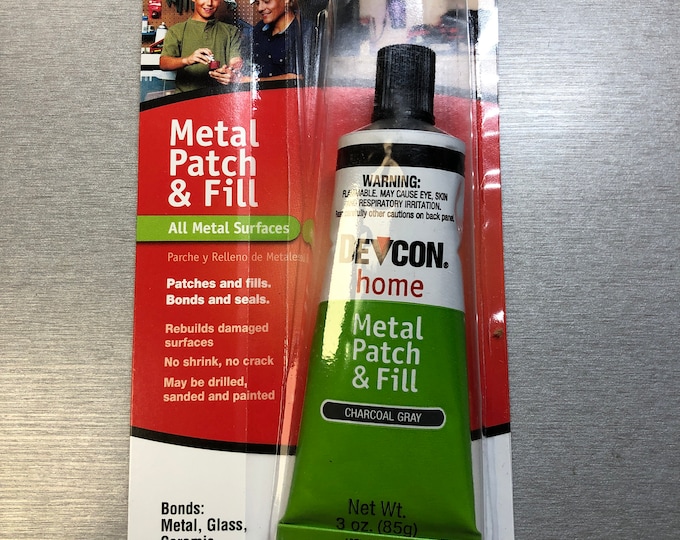 Metal
Patch
& Fill
All Metal Surfaces
Parche y Relleno de Metales
Patches and fills.
Bonds and seals.
Rebuilds damaged
surfaces
No shrink, no crack
May be drilled,
sanded and painted
Bonds:
Metal, Glass,
Ceramic
WARNING:
MAY CAUSE EYE, SKIN
RESPIRATORY IRRITATION.
other cautions on back panel.
DEVCON®
home
Metal
Patch
& Fill
CHARCOAL GRAY
Net Wt.
3 oz. (85g)